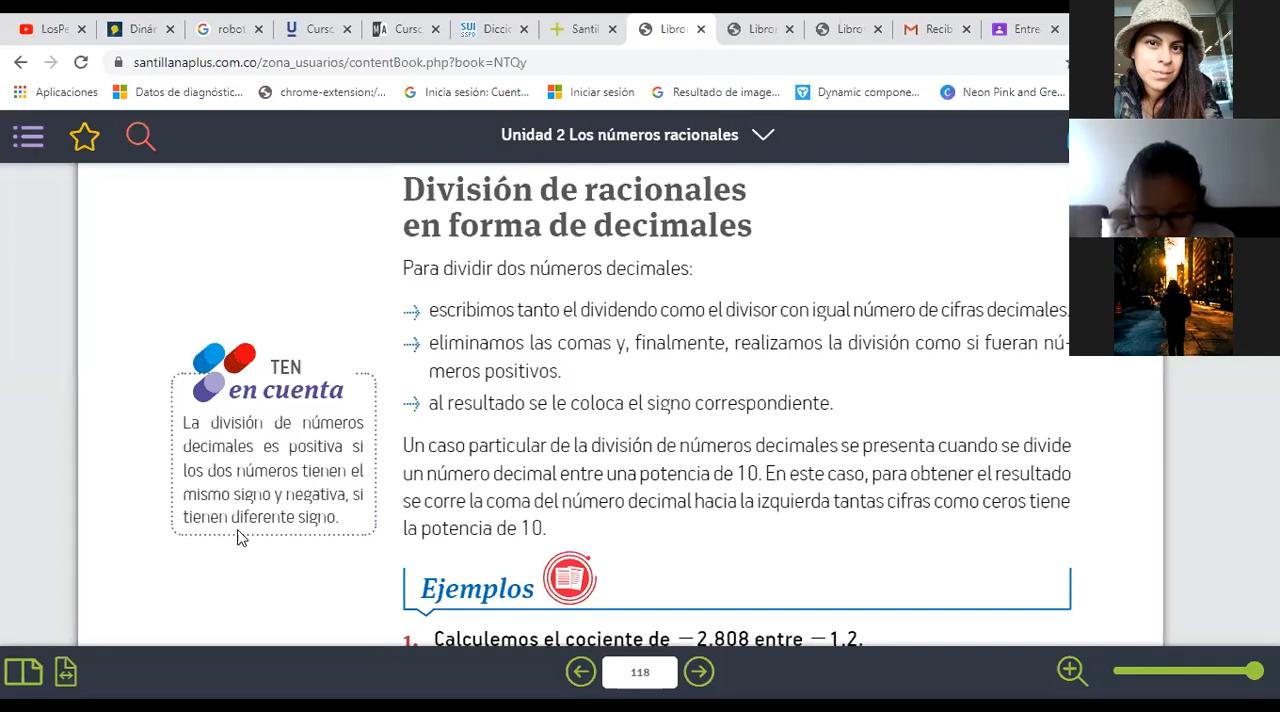 LosPe
Dinár
robot
Curso
Curso
Dicci
Santil
Libro
Libro
Libro
Recib
Entre
santillanaplus.com.co/zona_usuarios/contentBook.php?book=NTQy
Aplicaciones
Datos de diagnóstic...
chrome-extension:/...
Inicia sesión: Cuent...
Iniciar sesión
Resultado de image...
Dynamic compone...
Neon Pink and Gre...
Unidad 2 Los números racionales
División de racionales
en forma de decimales
Para dividir dos números decimales:
escribimos tanto el dividendo como el divisor con igual número de cifras decimales.
eliminamos las comas y, finalmente, realizamos la división como si fueran nú-
meros positivos.
al resultado se le coloca el signo correspondiente.
TEN
en cuenta
La división de números
decimales es positiva si
los dos números tienen el
mismo signo y negativa, si
tienen diferente signo.
Un caso particular de la división de números decimales se presenta cuando se divide
un número decimal entre una potencia de 10. En este caso, para obtener el resultado
se corre la coma del número decimal hacia la izquierda tantas cifras como ceros tiene
la potencia de 10.
Ejemplos
1. Calculemos el cociente de −2,808 entre −1,2.
118